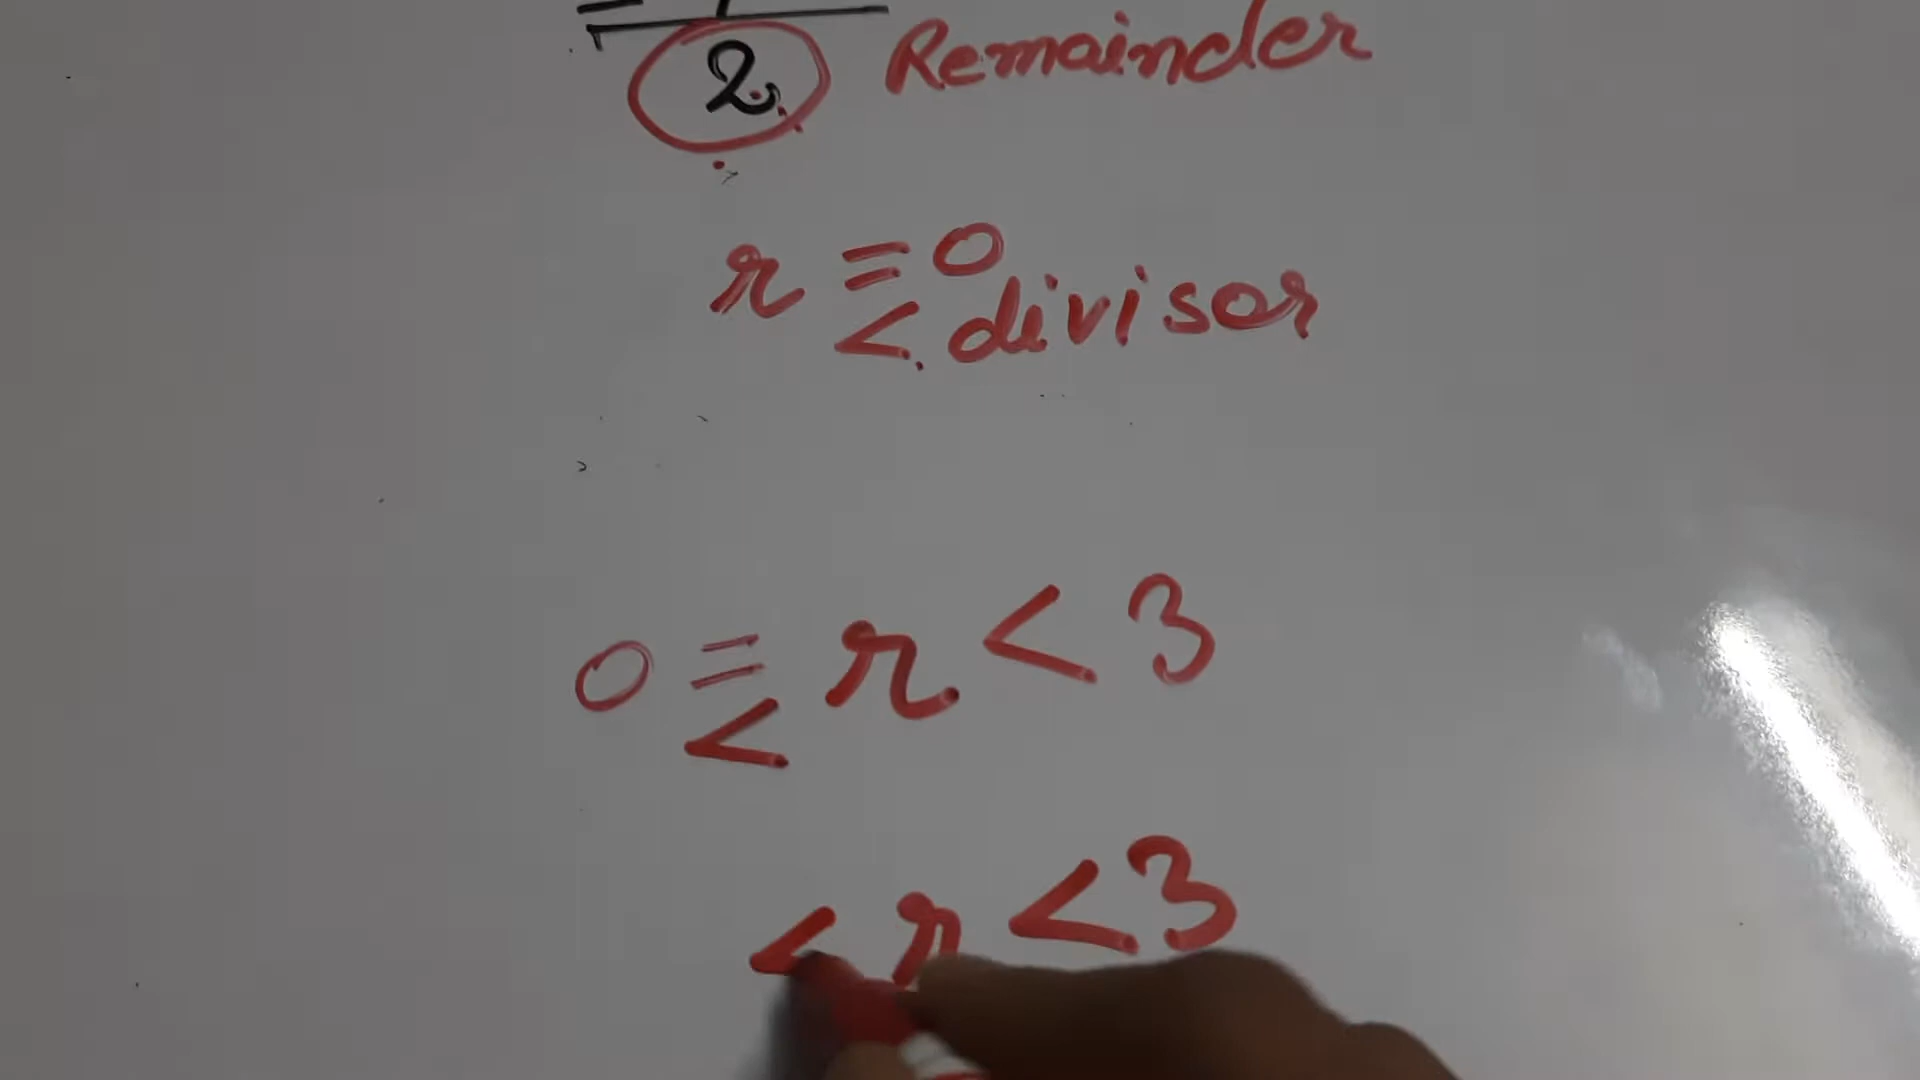 2 Remainder
r = 0
< divisor
0 = r < 3
<
< r < 3